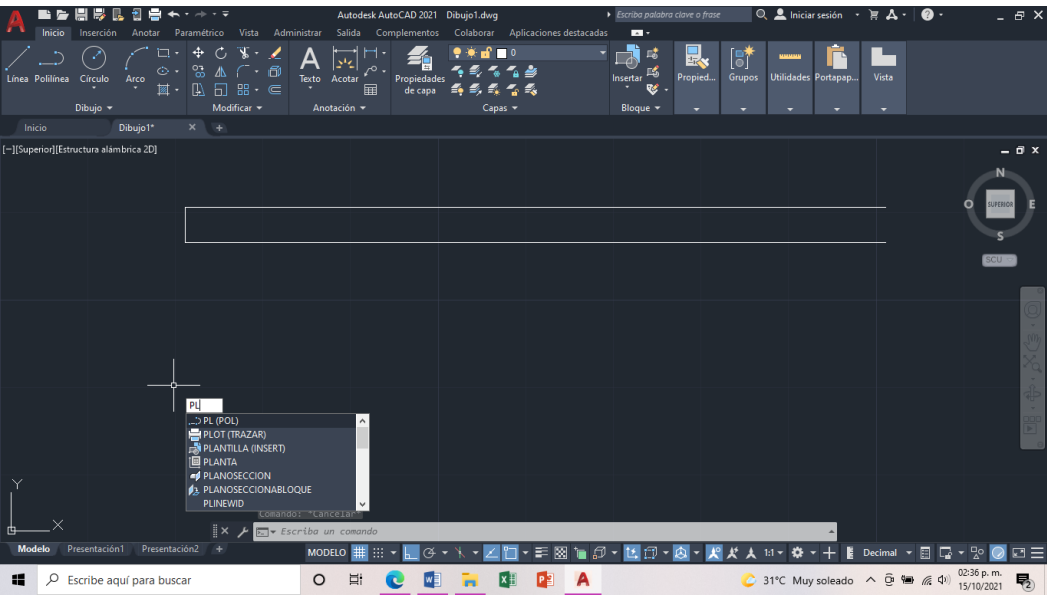 Autodesk AutoCAD 2021 Dibujo1.dwg
Escriba palabra clave o frase
Iniciar sesión
Inicio Inserción Anotar Paramétrico Vista Administrar Salida Complementos Colaborar Aplicaciones destacadas
0
Línea Polilínea Círculo Arco
Texto Acotar
Propiedades de capa
Insertar
Propied... Grupos Utilidades Portapap... Vista
Dibujo Modificar Anotación Capas Bloque
Inicio Dibujo1* × +
[−][Superior][Estructura alámbrica 2D]
N
O SUPERIOR E
S
SCU
PL
PL (POL)
PLOT (TRAZAR)
PLANTILLA (INSERT)
PLANTA
PLANOSECCION
PLANOSECCIONABLOQUE
PLINEWID
Y
X
Comando: *Cancelar*
Escriba un comando
Modelo Presentación1 Presentación2 +
MODELO 1:1 Decimal
Escribe aquí para buscar
31°C Muy soleado
02:36 p. m.
15/10/2021
2